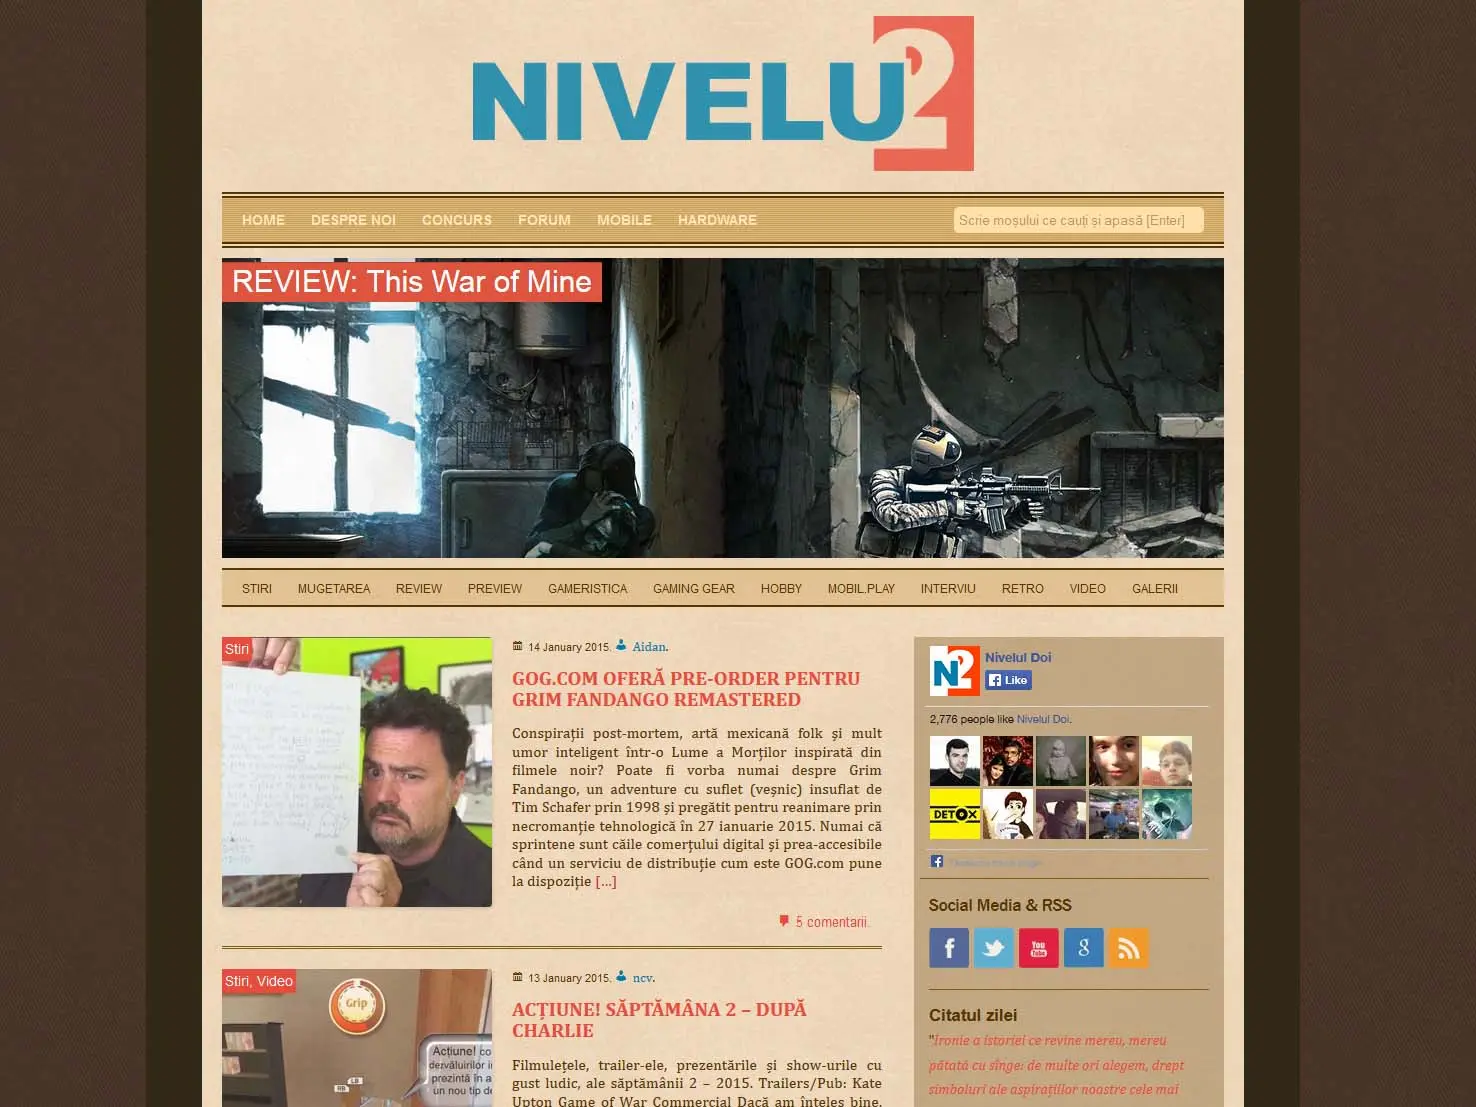 NIVELU2
HOME DESPRE NOI CONCURS FORUM MOBILE HARDWARE
Scrie moșului ce cauți și apasă [Enter]
REVIEW: This War of Mine
STIRI MUGETAREA REVIEW PREVIEW GAMERISTICA GAMING GEAR HOBBY MOBIL.PLAY INTERVIU RETRO VIDEO GALERII
Stiri
14 January 2015. Aidan.
GOG.COM OFERĂ PRE-ORDER PENTRU
GRIM FANDANGO REMASTERED
Conspirații post-mortem, artă mexicană folk și mult
umor inteligent într-o Lume a Morților inspirată din
filmele noir? Poate fi vorba numai despre Grim
Fandango, un adventure cu suflet (veșnic) insuflat de
Tim Schafer prin 1998 și pregătit pentru reanimare prin
necromanție tehnologică în 27 ianuarie 2015. Numai că
sprintene sunt căile comerțului digital și prea-accesibile
când un serviciu de distribuție cum este GOG.com pune
la dispoziție [...]
5 comentarii.
Stiri, Video
Grip
Acțiune! co
dezvăluirilor în
prezintă în a
un nou tip de
LB
RB
13 January 2015. ncv.
ACȚIUNE! SĂPTĂMÂNA 2 – DUPĂ
CHARLIE
Filmulețele, trailer-ele, prezentările și show-urile cu
gust ludic, ale săptămânii 2 – 2015. Trailers/Pub: Kate
Upton Game of War Commercial Dacă am înțeles bine,
N2
Nivelul Doi
Like
2,776 people like Nivelul Doi.
DETOX
Social Media & RSS
You
Tube
Citatul zilei
"Ironie a istoriei ce revine mereu, mereu
pătată cu sînge: de multe ori alegem, drept
simboluri ale aspirațiilor noastre cele mai